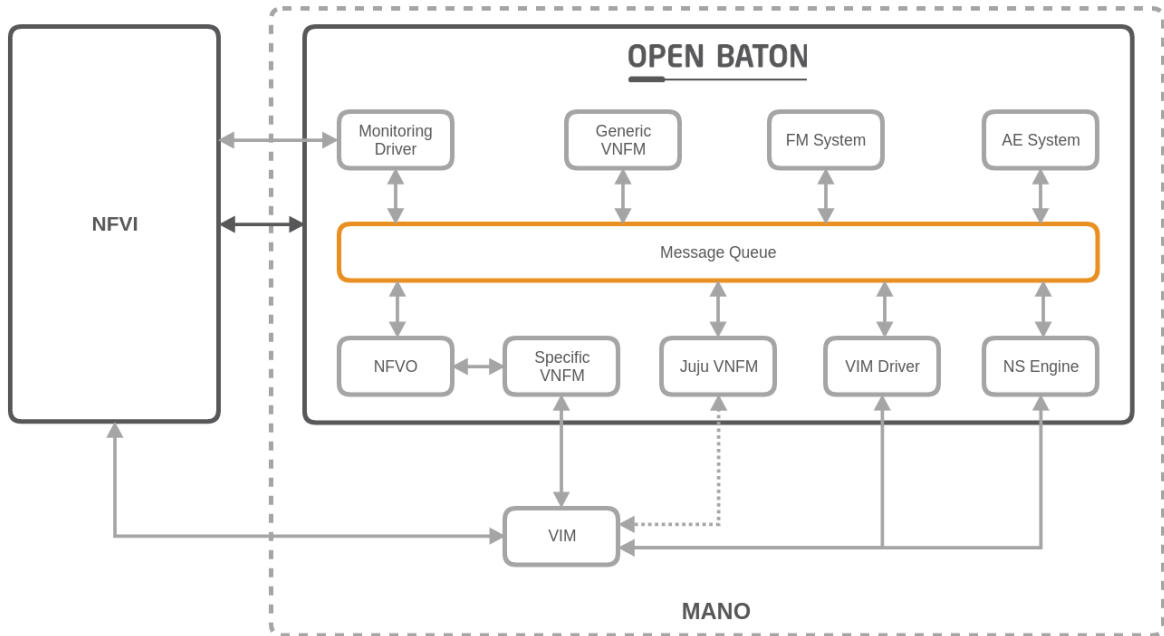 OPEN BATON
Monitoring
Driver
Generic
VNFM
FM System
AE System
NFVI
Message Queue
NFVO
Specific
VNFM
Juju VNFM
VIM Driver
NS Engine
VIM
MANO